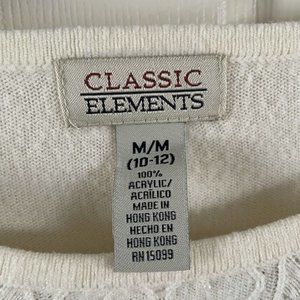 CLASSIC
ELEMENTS
M/M
(10-12)
100%
ACRYLIC/
ACRÍLICO
MADE IN
HONG KONG
HECHO EN
HONG KONG
RN 15099